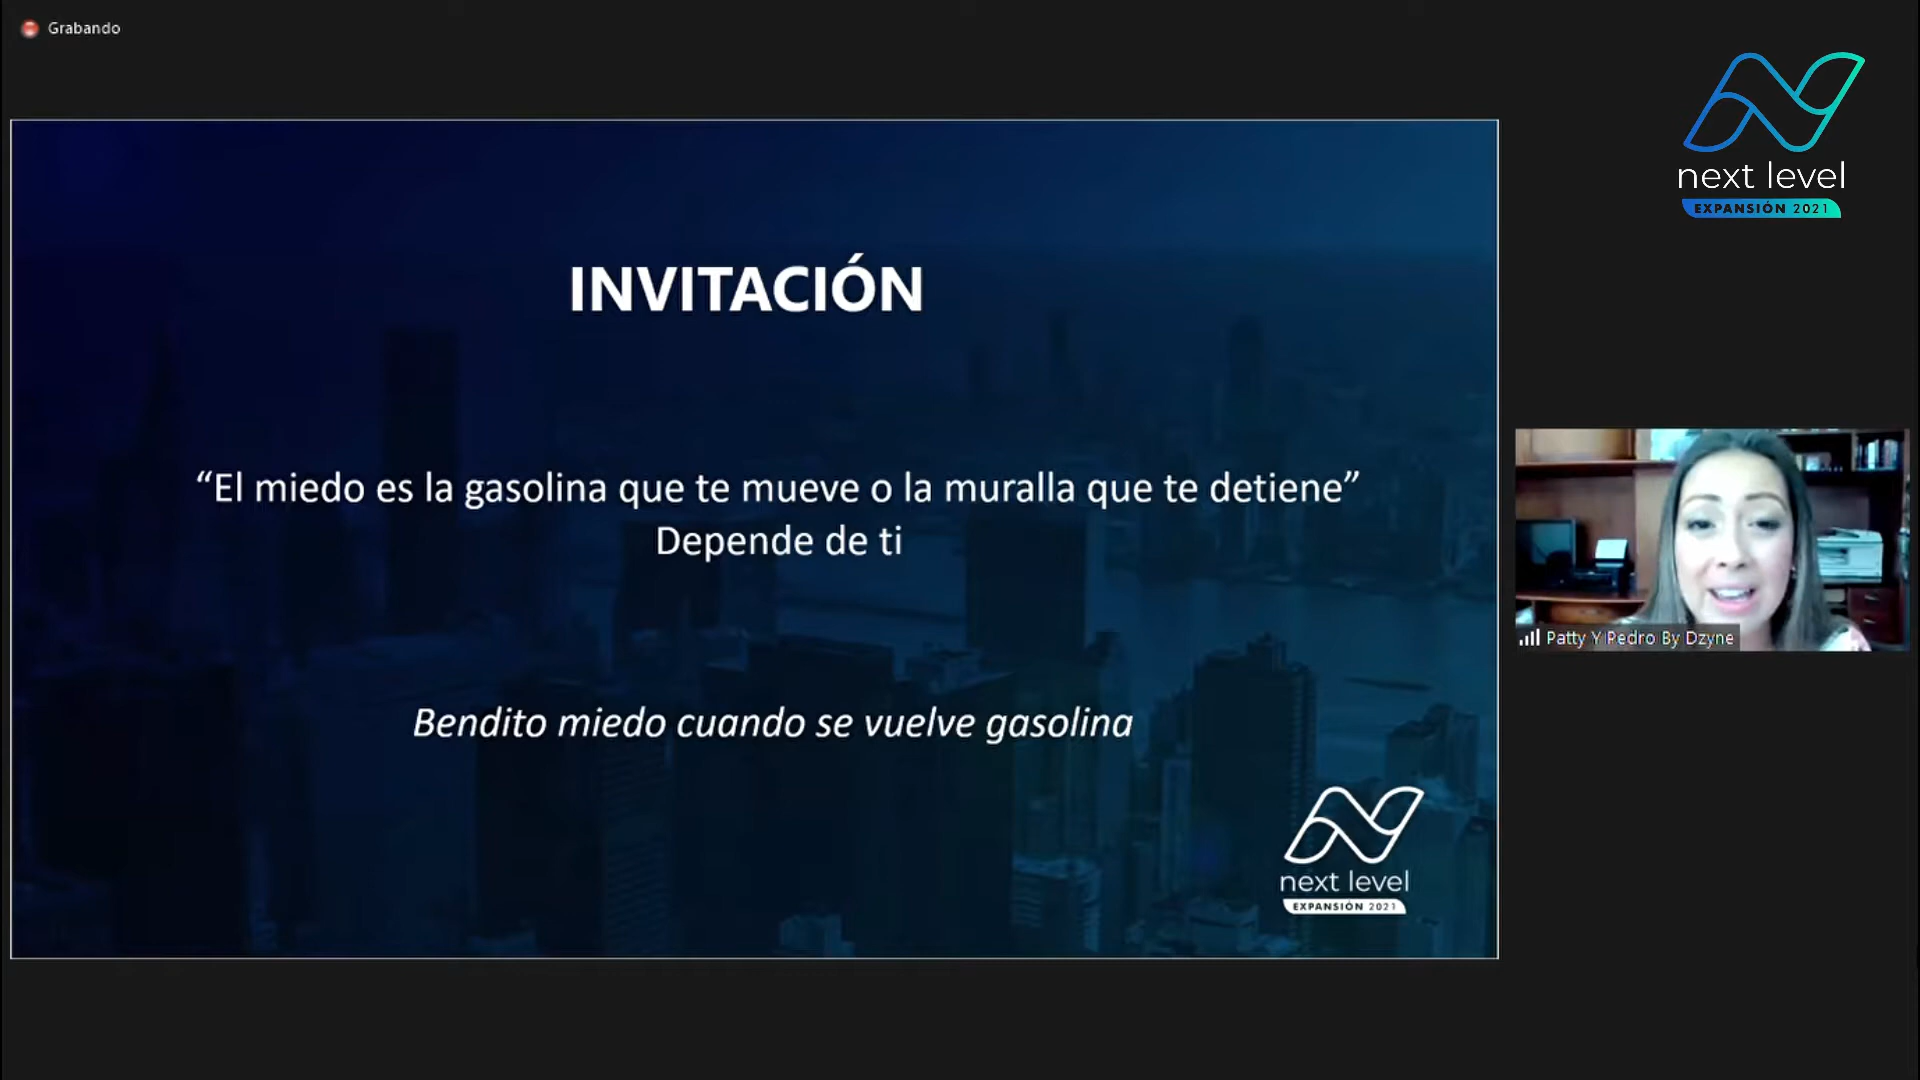 Grabando
next level
EXPANSIÓN 2021
INVITACIÓN
“El miedo es la gasolina que te mueve o la muralla que te detiene”
Depende de ti
Patty Y Pedro By Dzyne
Bendito miedo cuando se vuelve gasolina
next level
EXPANSIÓN 2021